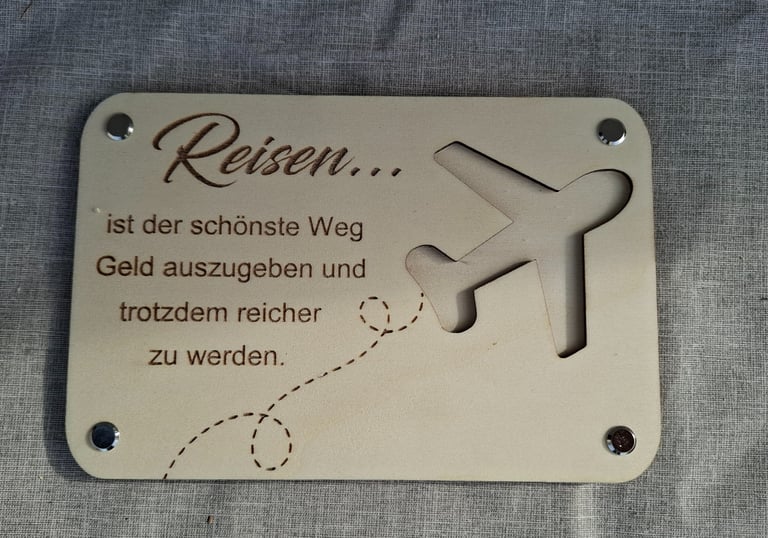 Reisen...
ist der schönste Weg
Geld auszugeben und
trotzdem reicher
zu werden.